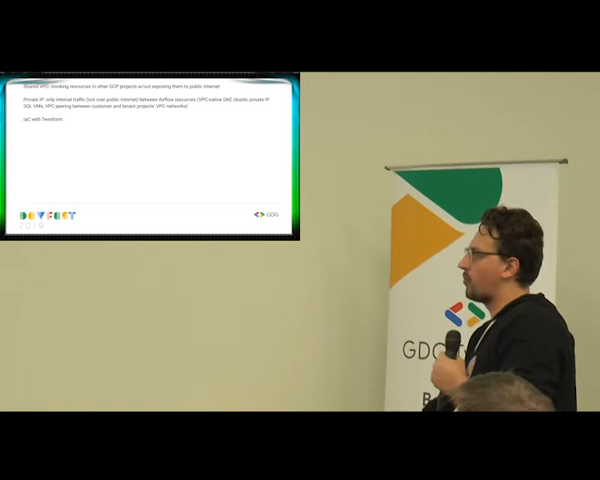 Shared VPC: Invoking resources in other GCP projects w/out exposing them to public internet
Private IP: only internal traffic (not over public internet) between Airflow resources (VPC-native GKE cluster, private IP
SQL VMs, VPC peering between customer and tenant projects' VPC networks)
IaC with Terraform
DEVFEST
2019
GDG
GDG
B